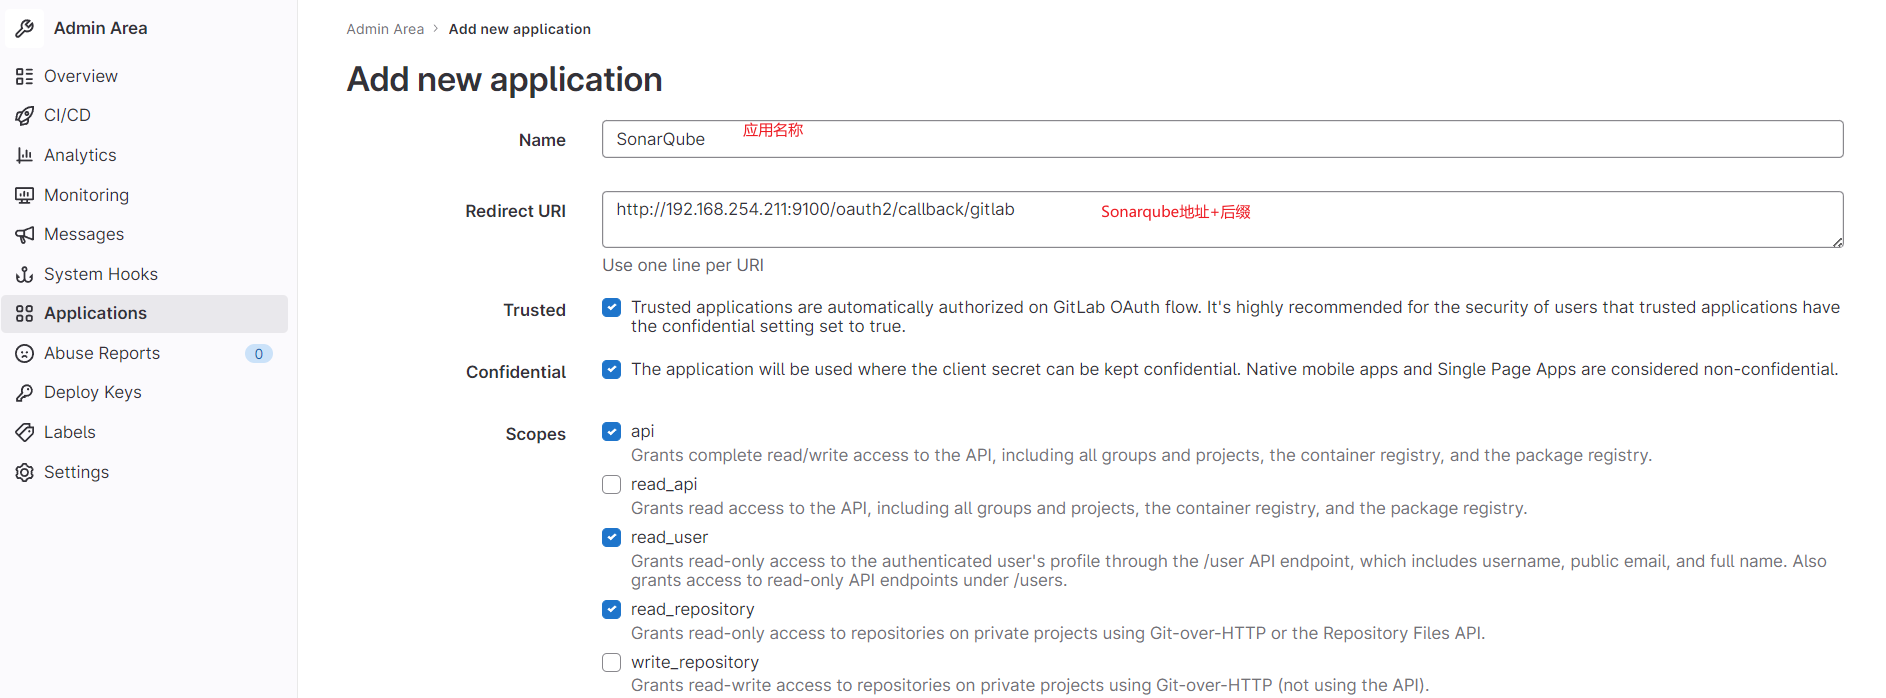 Admin Area
Overview
CI/CD
Analytics
Monitoring
Messages
System Hooks
Applications
Abuse Reports 0
Deploy Keys
Labels
Settings
Admin Area > Add new application
Add new application
Name
SonarQube 应用名称
Redirect URI
http://192.168.254.211:9100/oauth2/callback/gitlab Sonarqube地址+后缀
Use one line per URI
Trusted
Trusted applications are automatically authorized on GitLab OAuth flow. It's highly recommended for the security of users that trusted applications have
the confidential setting set to true.
Confidential
The application will be used where the client secret can be kept confidential. Native mobile apps and Single Page Apps are considered non-confidential.
Scopes
api
Grants complete read/write access to the API, including all groups and projects, the container registry, and the package registry.
read_api
Grants read access to the API, including all groups and projects, the container registry, and the package registry.
read_user
Grants read-only access to the authenticated user's profile through the /user API endpoint, which includes username, public email, and full name. Also
grants access to read-only API endpoints under /users.
read_repository
Grants read-only access to repositories on private projects using Git-over-HTTP or the Repository Files API.
write_repository
Grants read-write access to repositories on private projects using Git-over-HTTP (not using the API).